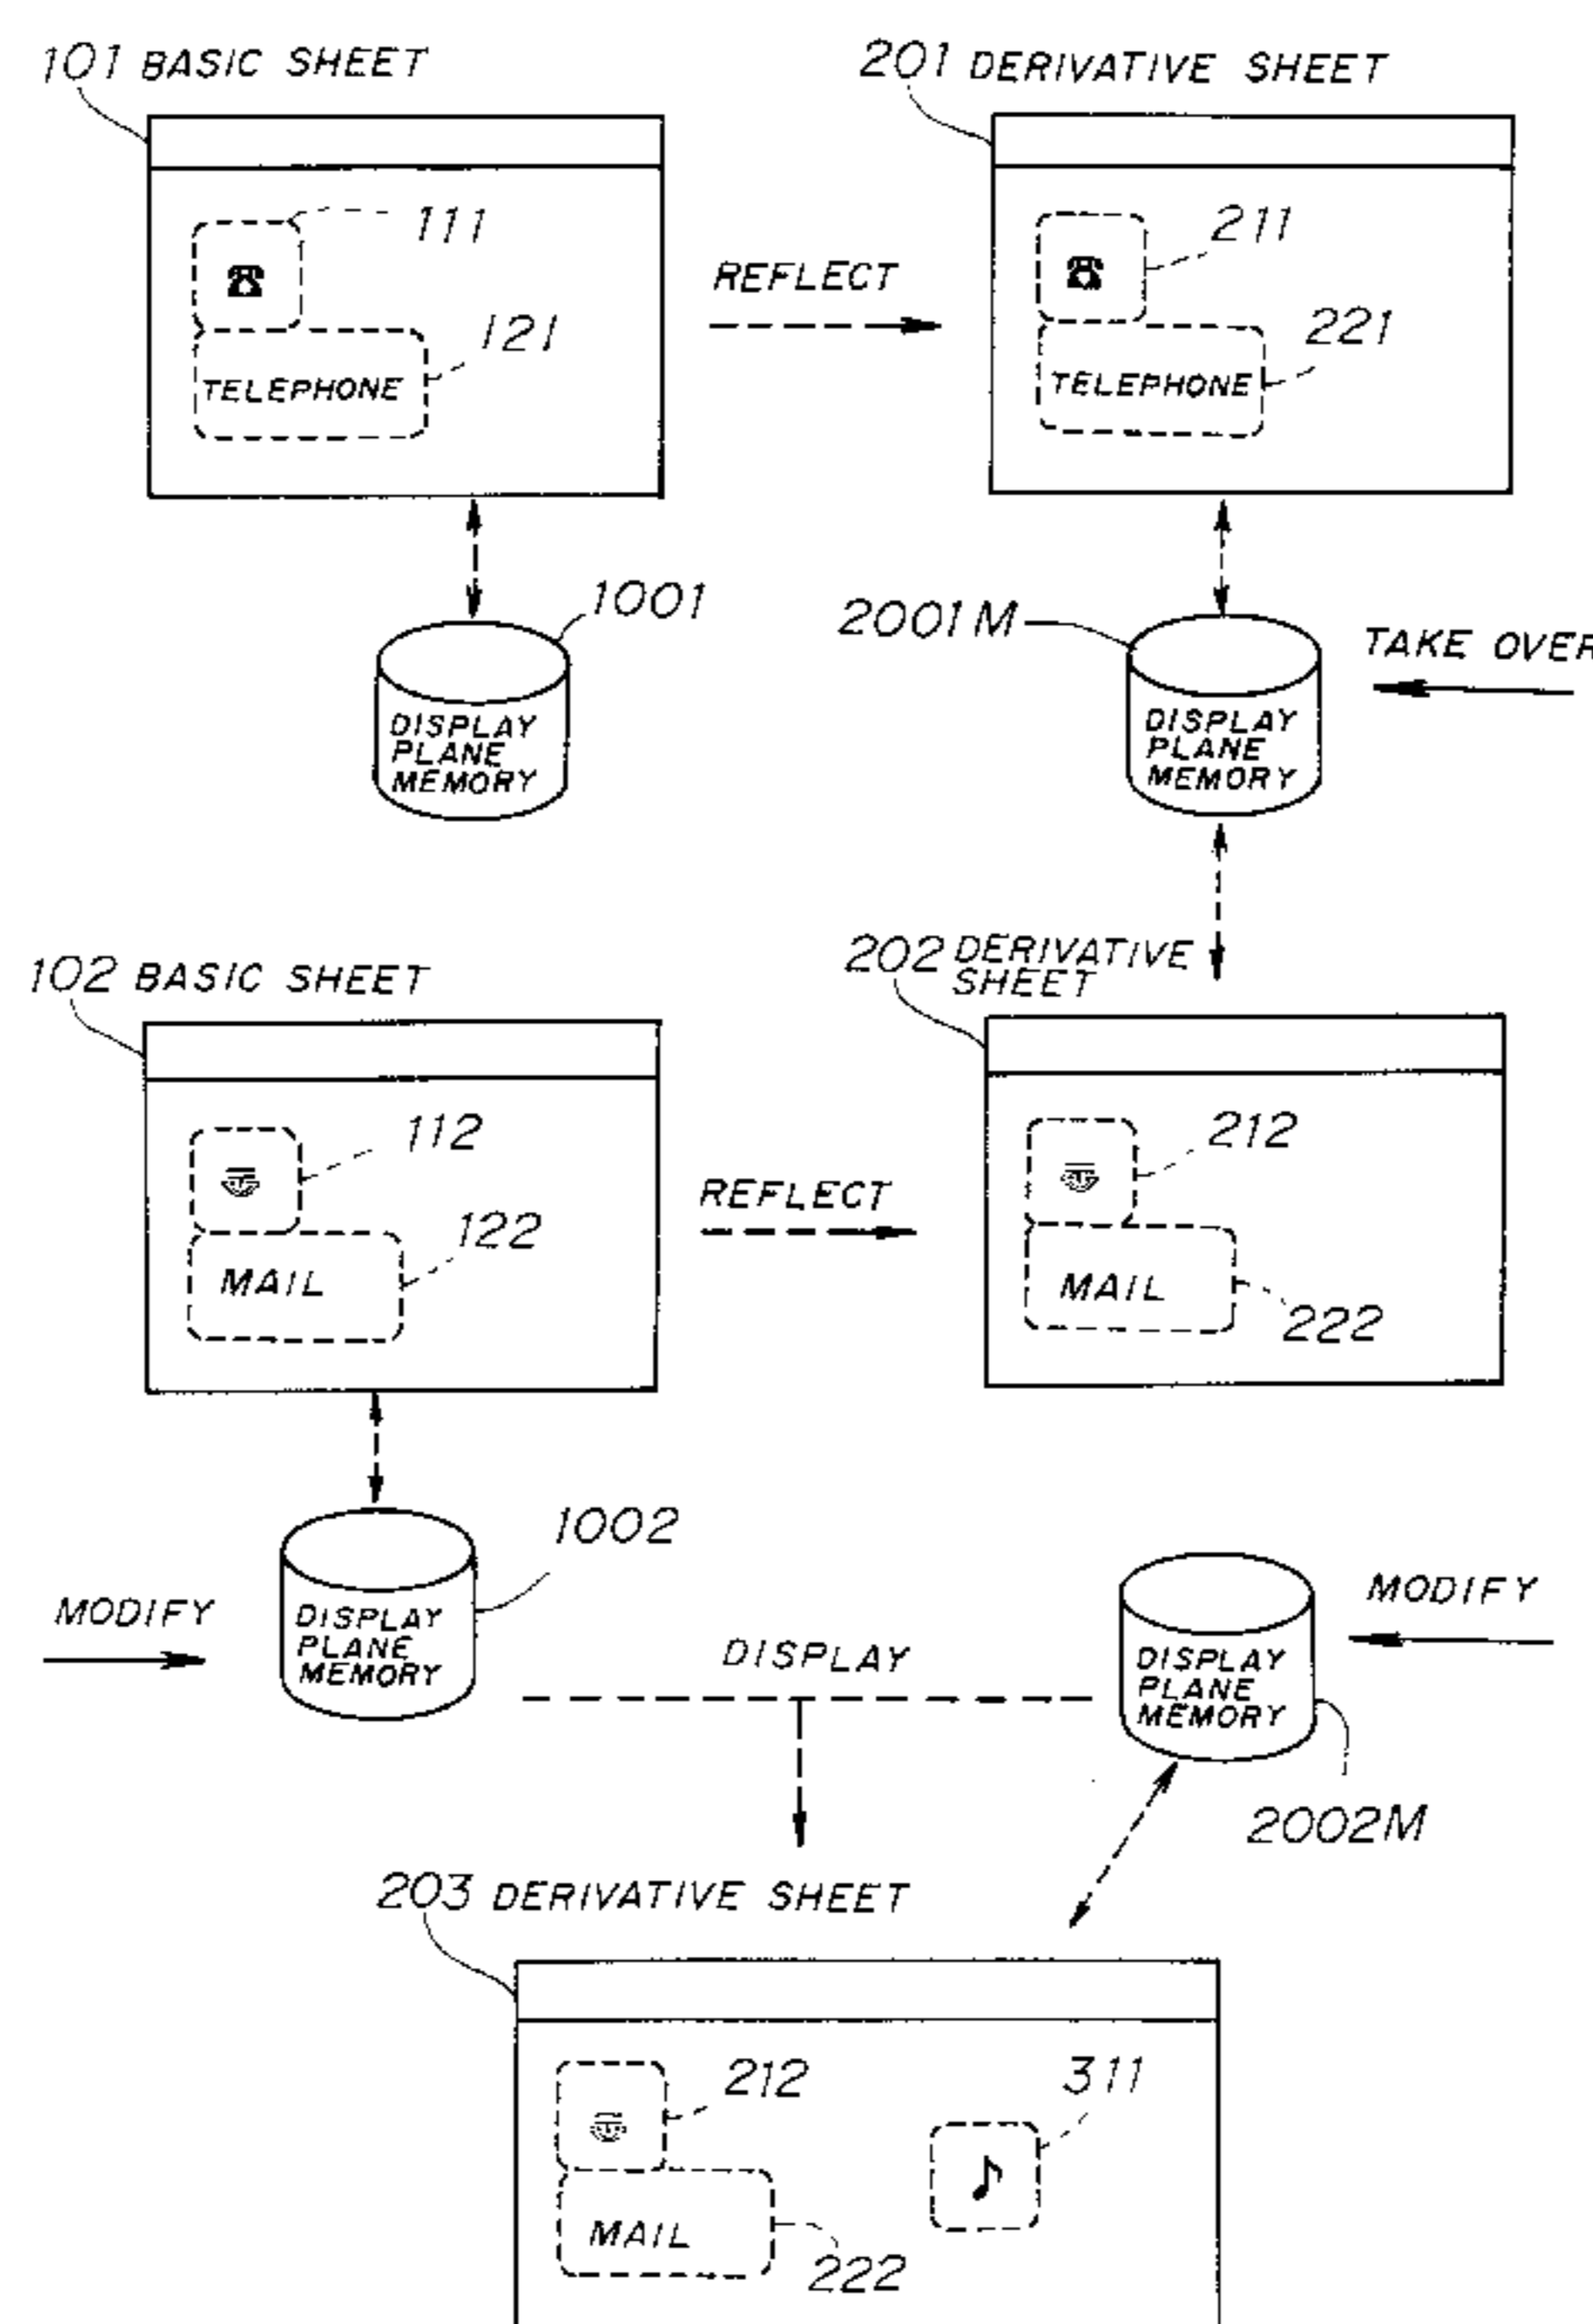 101 BASIC SHEET
201 DERIVATIVE SHEET
111
211
REFLECT
121
221
TELEPHONE
TELEPHONE
1001
2001M
TAKE OVER
DISPLAY
PLANE
MEMORY
DISPLAY
PLANE
MEMORY
102 BASIC SHEET
202 DERIVATIVE
SHEET
112
212
REFLECT
122
MAIL
MAIL
222
1002
MODIFY
DISPLAY
PLANE
MEMORY
DISPLAY
MODIFY
DISPLAY
PLANE
MEMORY
2002M
203 DERIVATIVE SHEET
212
311
MAIL
222